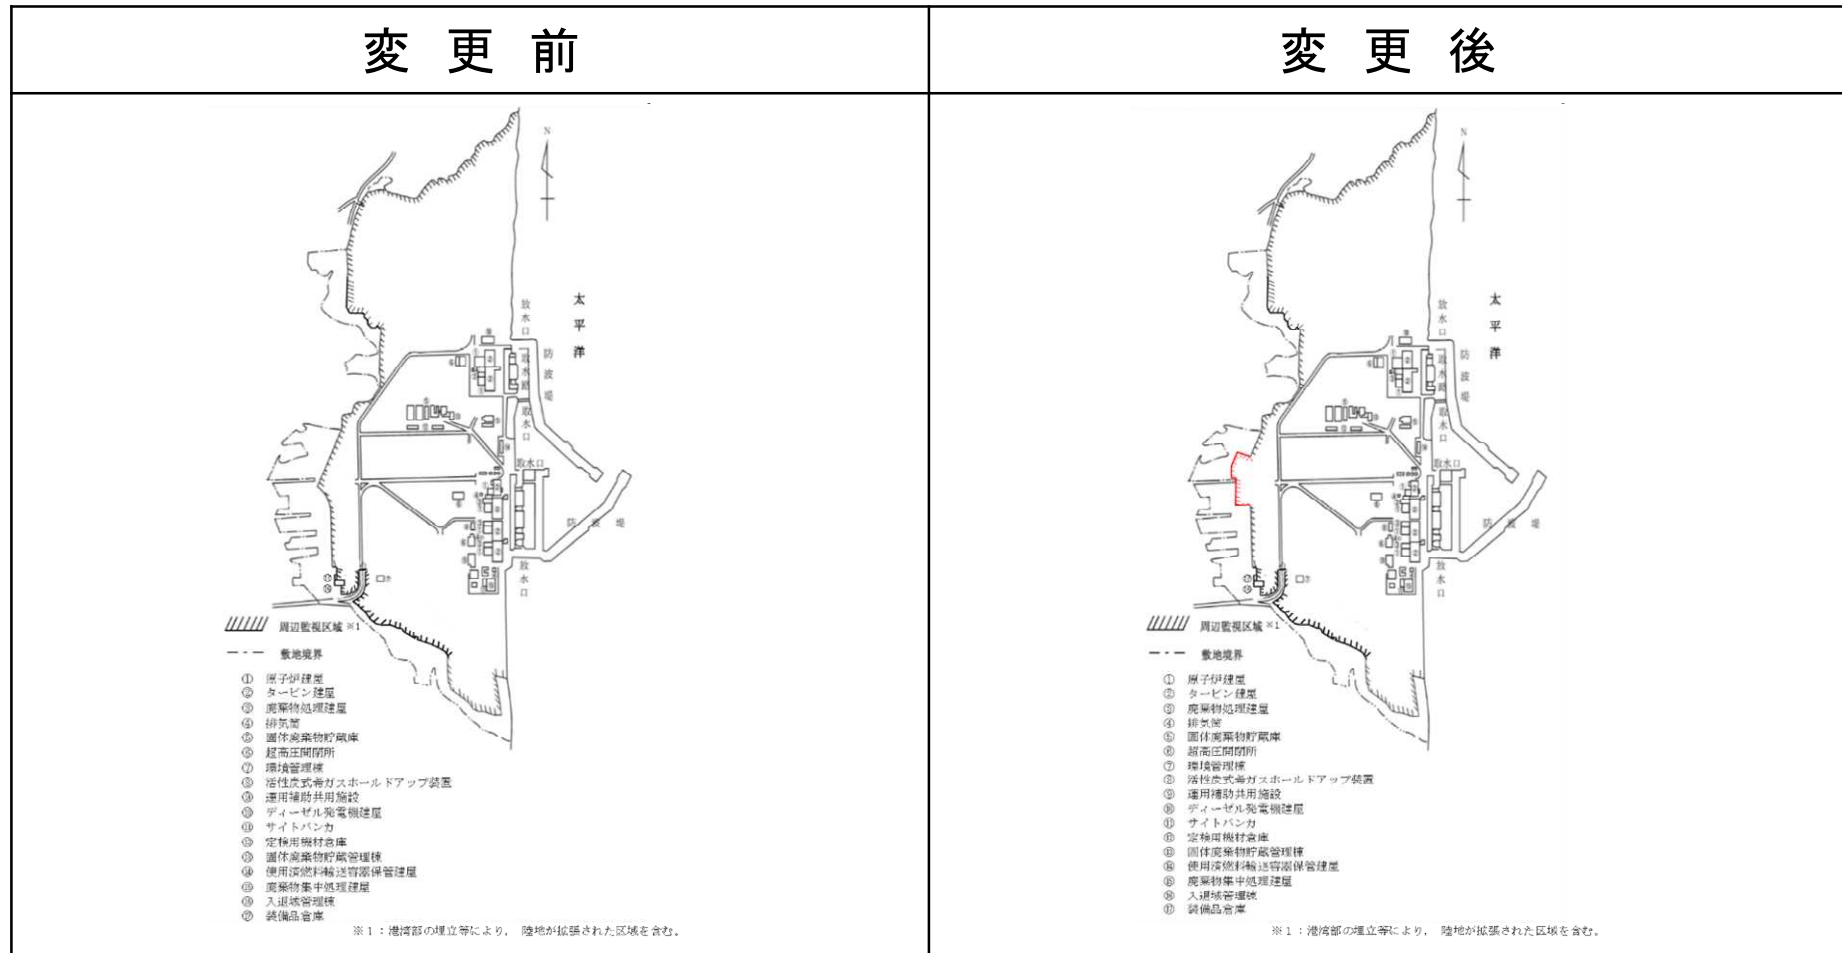 変更前
変更後
N
太平洋
放水口
防波堤
取水路
取水口
取水口
防波堤
放水口
周辺監視区域 ※1
敷地境界
① 原子炉建屋
② タービン建屋
③ 廃棄物処理建屋
④ 排気筒
⑤ 固体廃棄物貯蔵庫
⑥ 超高圧開閉所
⑦ 環境管理棟
⑧ 活性炭式希ガスホールドアップ装置
⑨ 運用補助共用施設
⑩ ディーゼル発電機建屋
⑪ サイトバンカ
⑫ 定検用機材倉庫
⑬ 固体廃棄物貯蔵管理棟
⑭ 使用済燃料輸送容器保管建屋
⑮ 廃棄物集中処理建屋
⑯ 入退域管理棟
⑰ 装備品倉庫
※1：港湾部の埋立等により， 陸地が拡張された区域を含む。
N
太平洋
放水口
防波堤
取水路
取水口
取水口
防波堤
放水口
周辺監視区域 ※1
敷地境界
① 原子炉建屋
② タービン建屋
③ 廃棄物処理建屋
④ 排気筒
⑤ 固体廃棄物貯蔵庫
⑥ 超高圧開閉所
⑦ 環境管理棟
⑧ 活性炭式希ガスホールドアップ装置
⑨ 運用補助共用施設
⑩ ディーゼル発電機建屋
⑪ サイトバンカ
⑫ 定検用機材倉庫
⑬ 固体廃棄物貯蔵管理棟
⑭ 使用済燃料輸送容器保管建屋
⑮ 廃棄物集中処理建屋
⑯ 入退域管理棟
⑰ 装備品倉庫
※1：港湾部の埋立等により， 陸地が拡張された区域を含む。